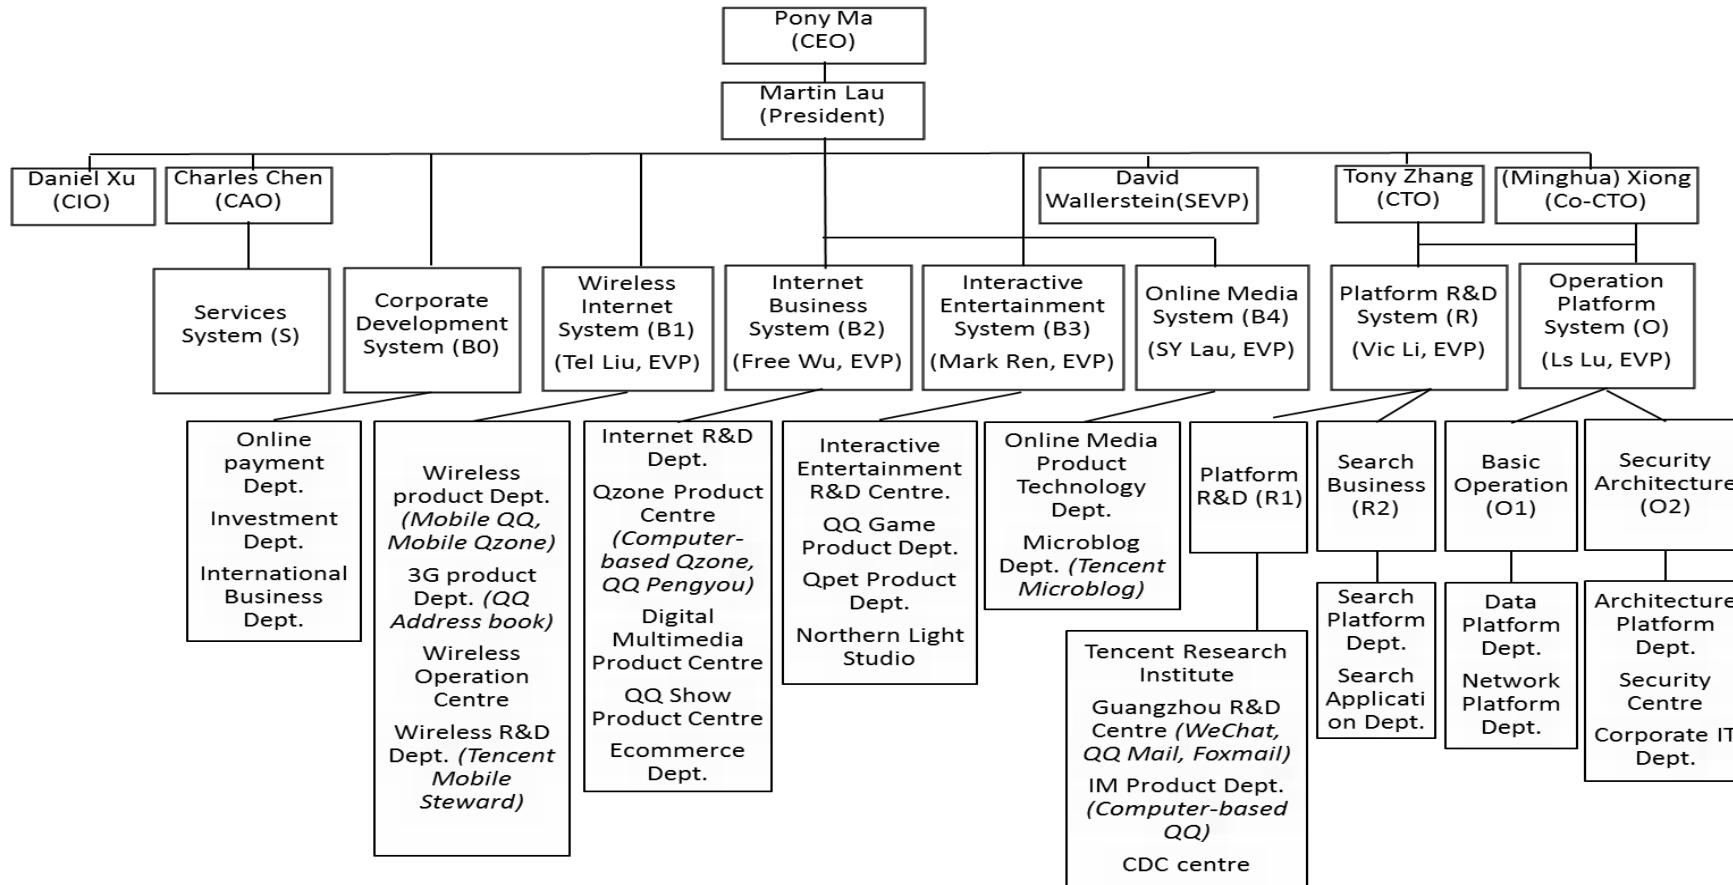 Pony Ma
(CEO)
Martin Lau
(President)
Daniel Xu
(CIO)
Charles Chen
(CAO)
David
Wallerstein(SEVP)
Tony Zhang
(CTO)
(Minghua) Xiong
(Co-CTO)
Services
System (S)
Corporate
Development
System (B0)
Wireless
Internet
System (B1)
(Tel Liu, EVP)
Internet
Business
System (B2)
(Free Wu, EVP)
Interactive
Entertainment
System (B3)
(Mark Ren, EVP)
Online Media
System (B4)
(SY Lau, EVP)
Platform R&D
System (R)
(Vic Li, EVP)
Operation
Platform
System (O)
(Ls Lu, EVP)
Online
payment
Dept.
Investment
Dept.
International
Business
Dept.
Wireless
product Dept.
(Mobile QQ,
Mobile Qzone)
3G product
Dept. (QQ
Address book)
Wireless
Operation
Centre
Wireless R&D
Dept. (Tencent
Mobile
Steward)
Internet R&D
Dept.
Qzone Product
Centre
(Computer-
based Qzone,
QQ Pengyou)
Digital
Multimedia
Product Centre
QQ Show
Product Centre
Ecommerce
Dept.
Interactive
Entertainment
R&D Centre.
QQ Game
Product Dept.
Qpet Product
Dept.
Northern Light
Studio
Online Media
Product
Technology
Dept.
Microblog
Dept. (Tencent
Microblog)
Platform
R&D (R1)
Search
Business
(R2)
Basic
Operation
(O1)
Security
Architecture
(O2)
Tencent Research
Institute
Guangzhou R&D
Centre (WeChat,
QQ Mail, Foxmail)
IM Product Dept.
(Computer-based
QQ)
CDC centre
Search
Platform
Dept.
Search
Applicati
on Dept.
Data
Platform
Dept.
Network
Platform
Dept.
Architecture
Platform
Dept.
Security
Centre
Corporate IT
Dept.